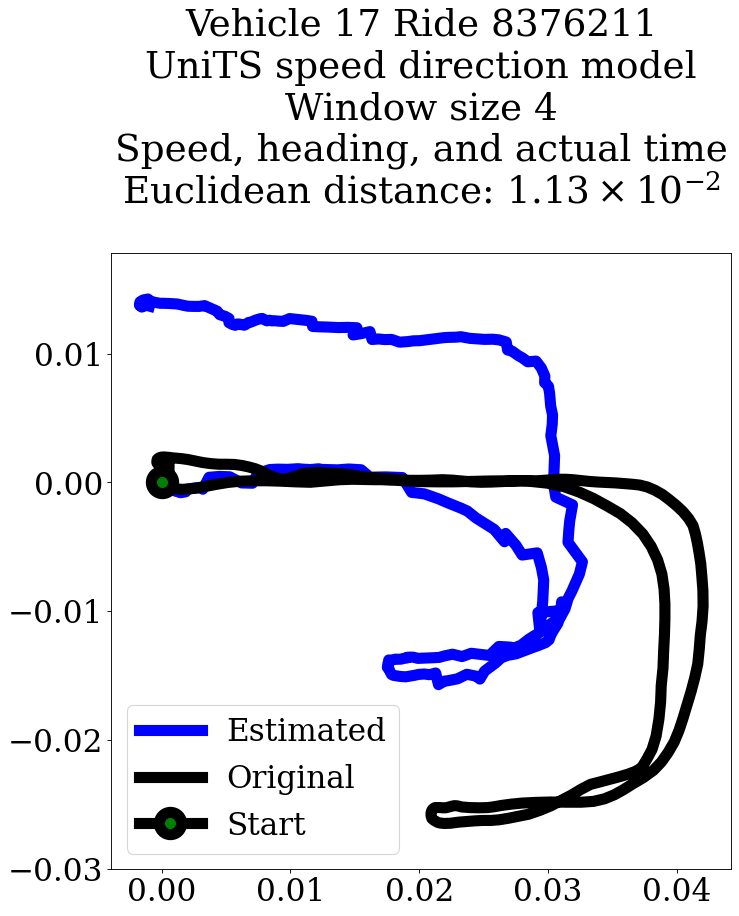 Vehicle 17 Ride 8376211
UniTS speed direction model
Window size 4
Speed, heading, and actual time
Euclidean distance: 1.13 × 10⁻²
0.01
0.00
−0.01
−0.02
−0.03
Estimated
Original
Start
0.00 0.01 0.02 0.03 0.04